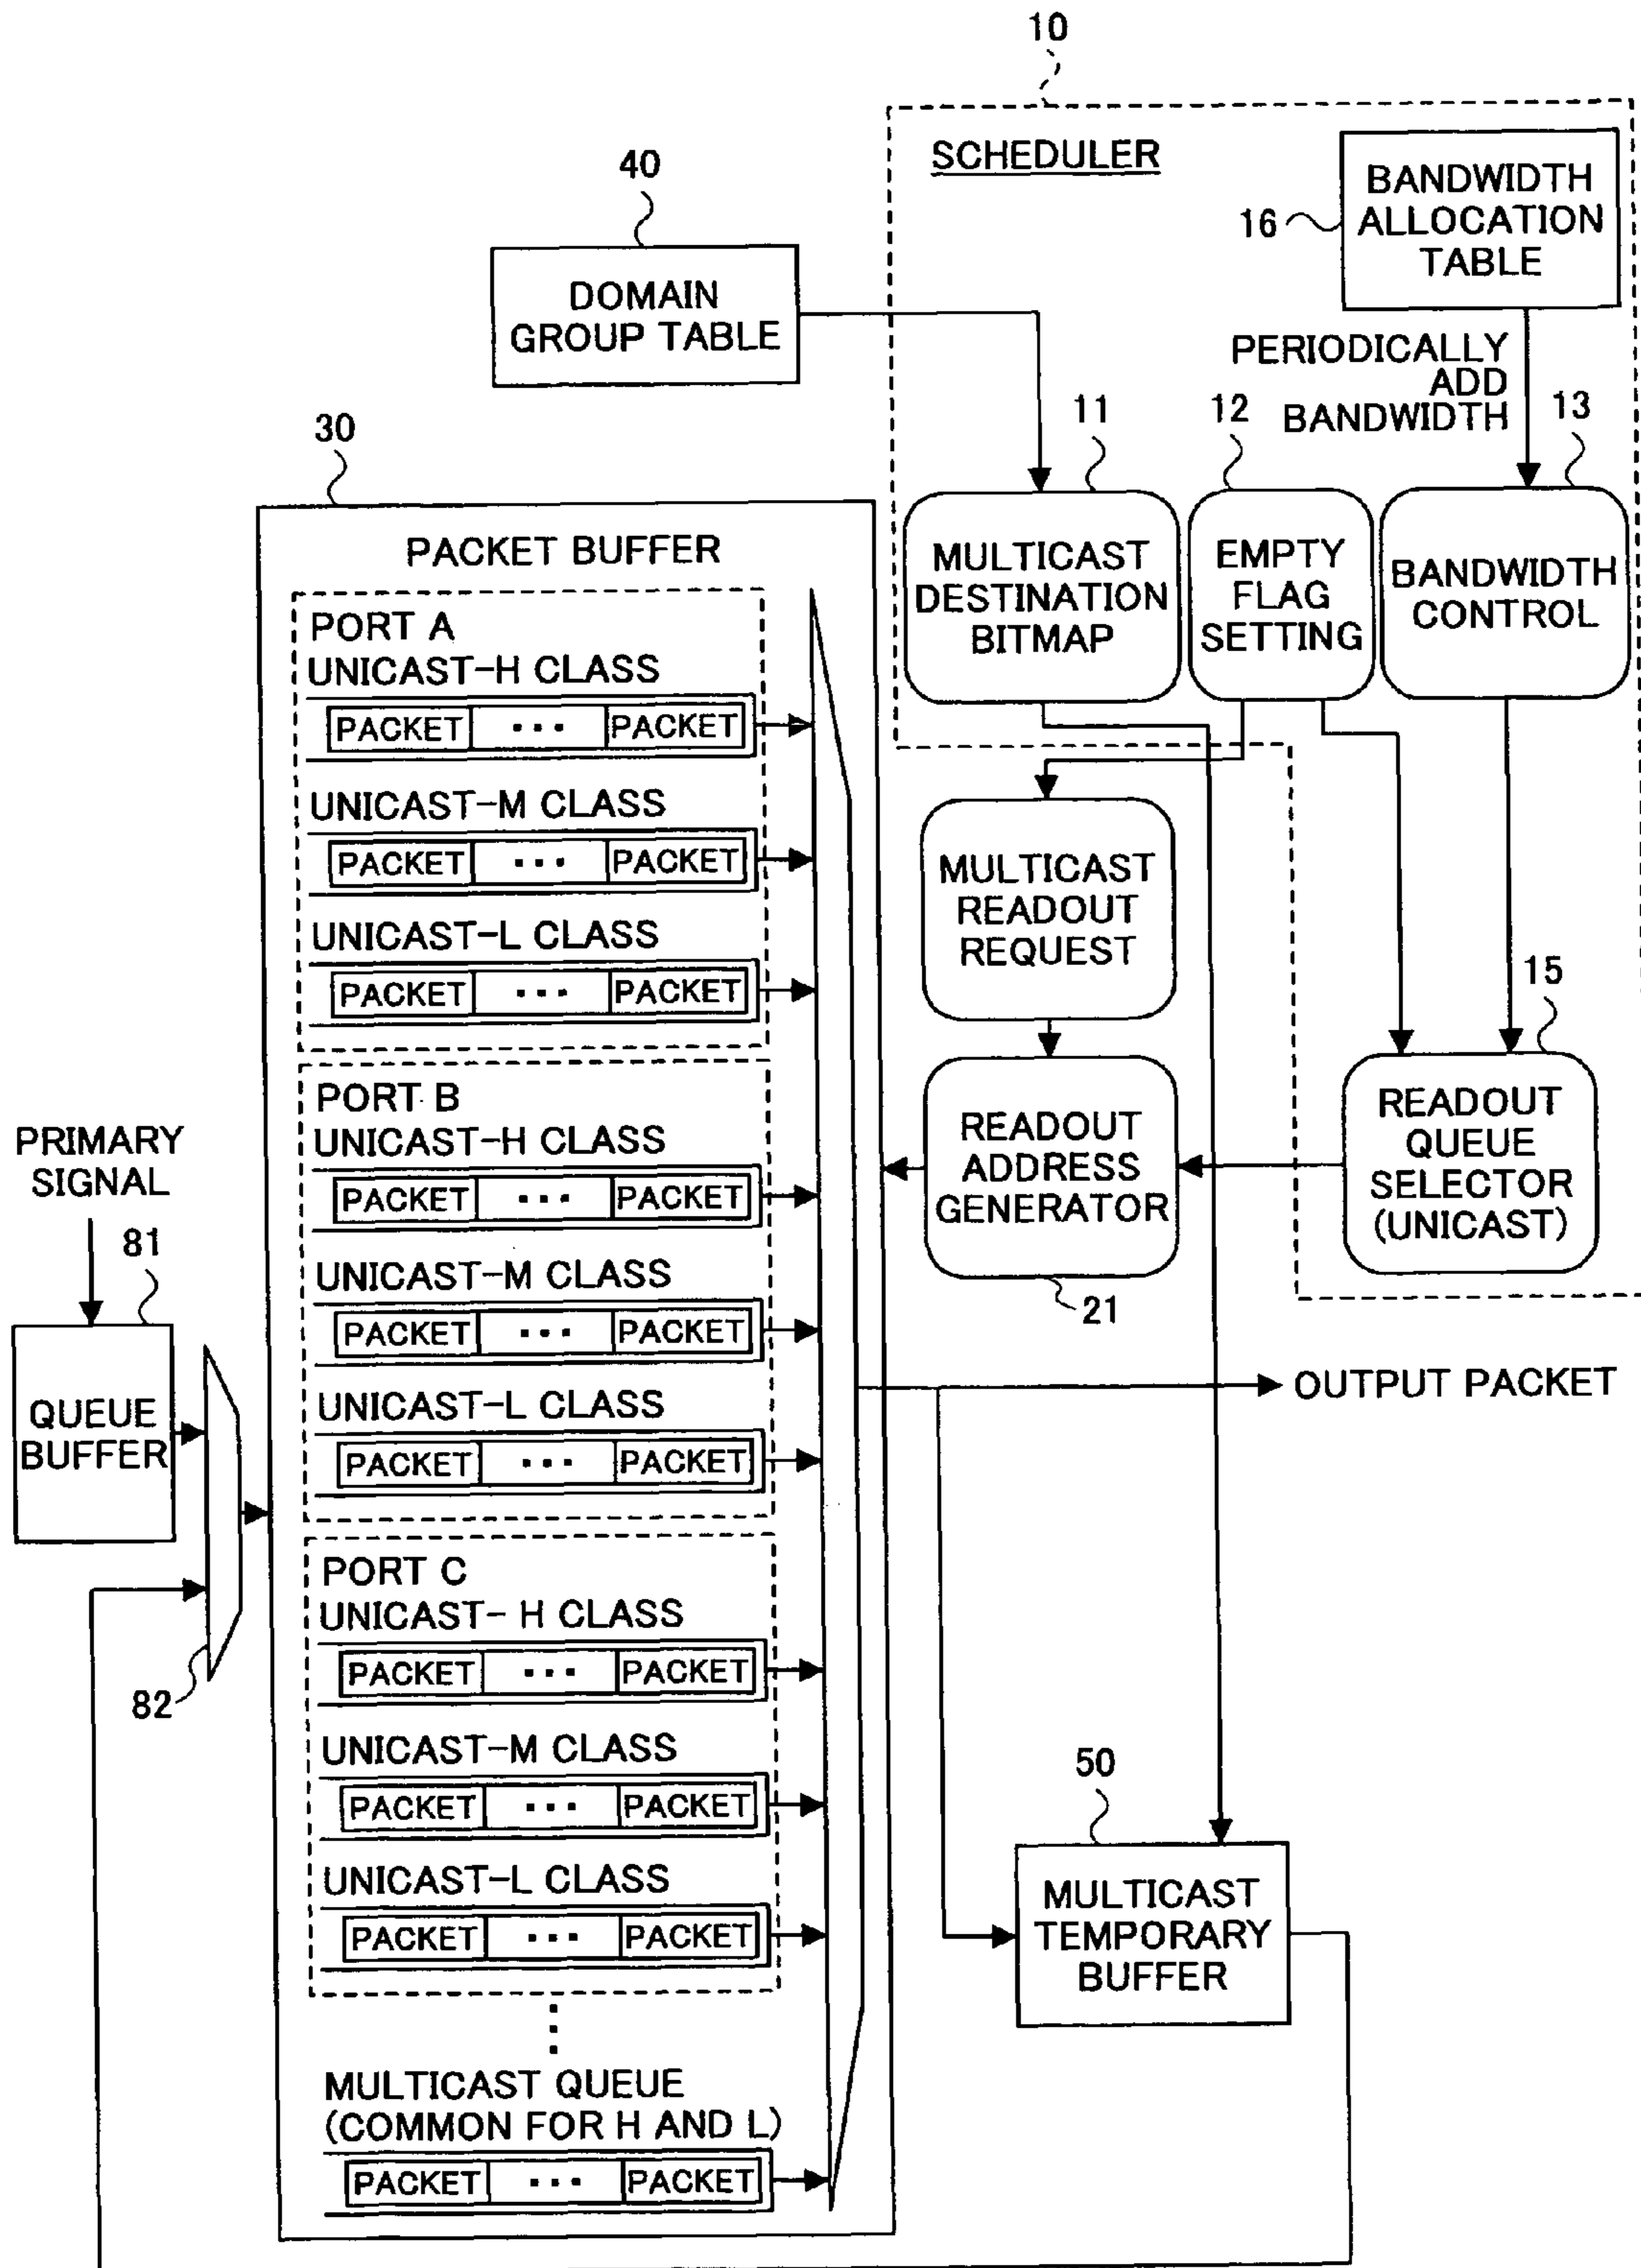 10
SCHEDULER
BANDWIDTH
ALLOCATION
TABLE
16
40
DOMAIN
GROUP TABLE
PERIODICALLY
ADD
BANDWIDTH
11
12
13
30
MULTICAST
DESTINATION
BITMAP
EMPTY
FLAG
SETTING
BANDWIDTH
CONTROL
PACKET BUFFER
PORT A
UNICAST-H CLASS
PACKET ... PACKET
UNICAST-M CLASS
PACKET ... PACKET
UNICAST-L CLASS
PACKET ... PACKET
MULTICAST
READOUT
REQUEST
15
READOUT
QUEUE
SELECTOR
(UNICAST)
READOUT
ADDRESS
GENERATOR
21
PORT B
UNICAST-H CLASS
PACKET ... PACKET
UNICAST-M CLASS
PACKET ... PACKET
UNICAST-L CLASS
PACKET ... PACKET
PRIMARY
SIGNAL
81
QUEUE
BUFFER
82
OUTPUT PACKET
PORT C
UNICAST- H CLASS
PACKET ... PACKET
UNICAST-M CLASS
PACKET ... PACKET
UNICAST-L CLASS
PACKET ... PACKET
50
MULTICAST
TEMPORARY
BUFFER
MULTICAST QUEUE
(COMMON FOR H AND L)
PACKET ... PACKET